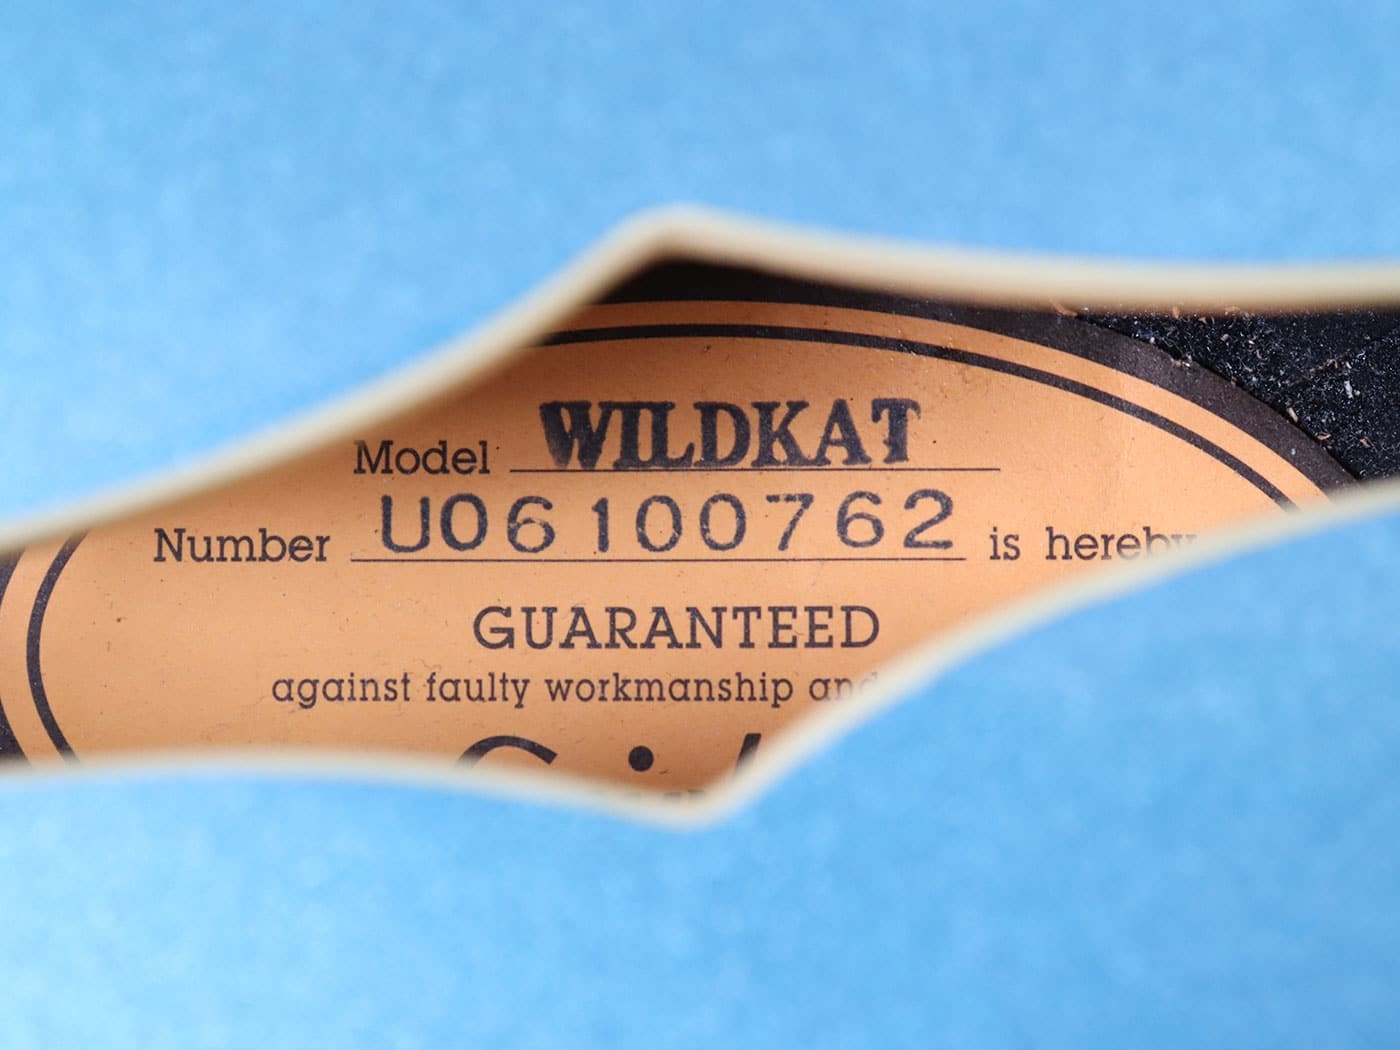 Model WILDKAT
Number U06100762 is hereby
GUARANTEED
against faulty workmanship and